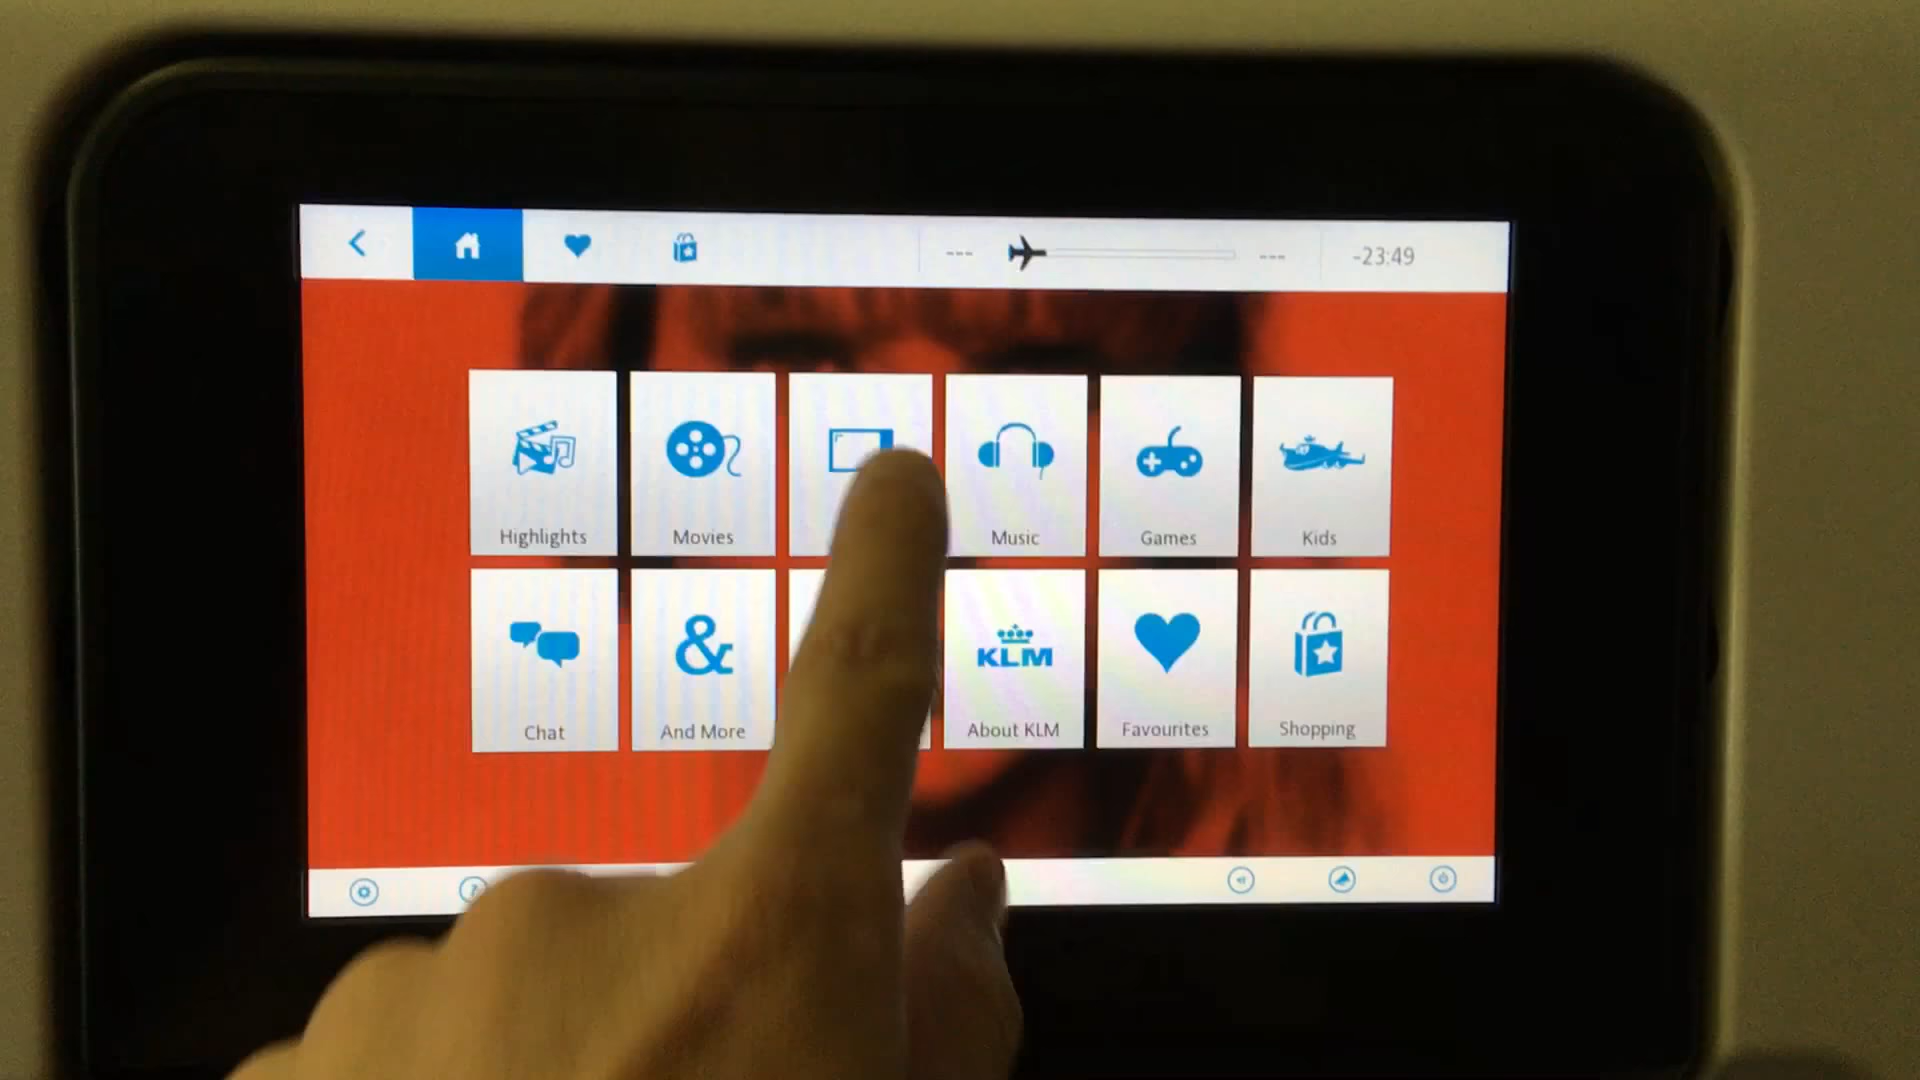 --- --- -23:49
Highlights Movies Music Games Kids
&
KLM
Chat And More About KLM Favourites Shopping
?